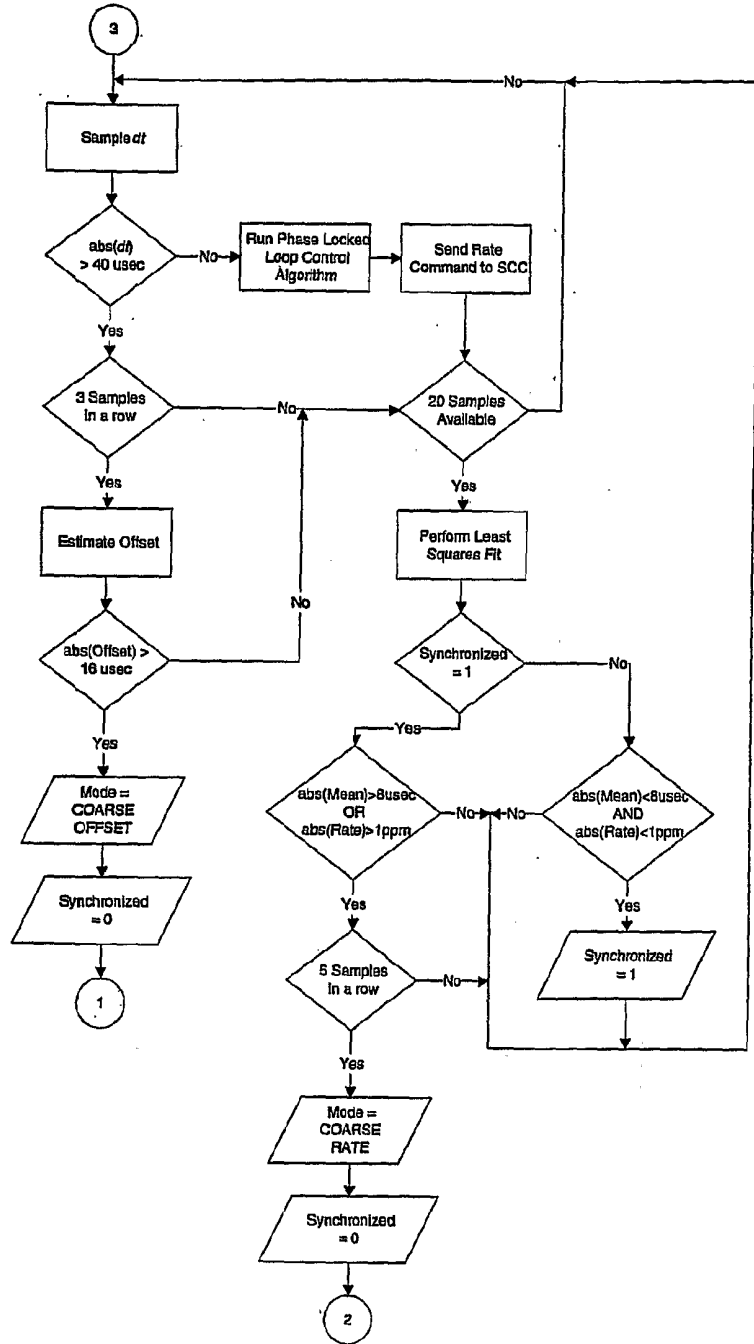 3
No
Sample dt
abs(dt)
> 40 usec
No
Run Phase Locked
Loop Control
Algorithm
Send Rate
Command to SCC
Yes
3 Samples
in a row
No
20 Samples
Available
Yes
Yes
Estimate Offset
Perform Least
Squares Fit
No
abs(Offset) >
16 usec
Synchronized
= 1
No
Yes
Yes
Mode =
COARSE
OFFSET
abs(Mean)>8usec
OR
abs(Rate)>1ppm
No
No
abs(Mean)<8usec
AND
abs(Rate)<1ppm
Synchronized
= 0
Yes
Yes
1
5 Samples
in a row
No
Synchronized
= 1
Yes
Mode =
COARSE
RATE
Synchronized
= 0
2